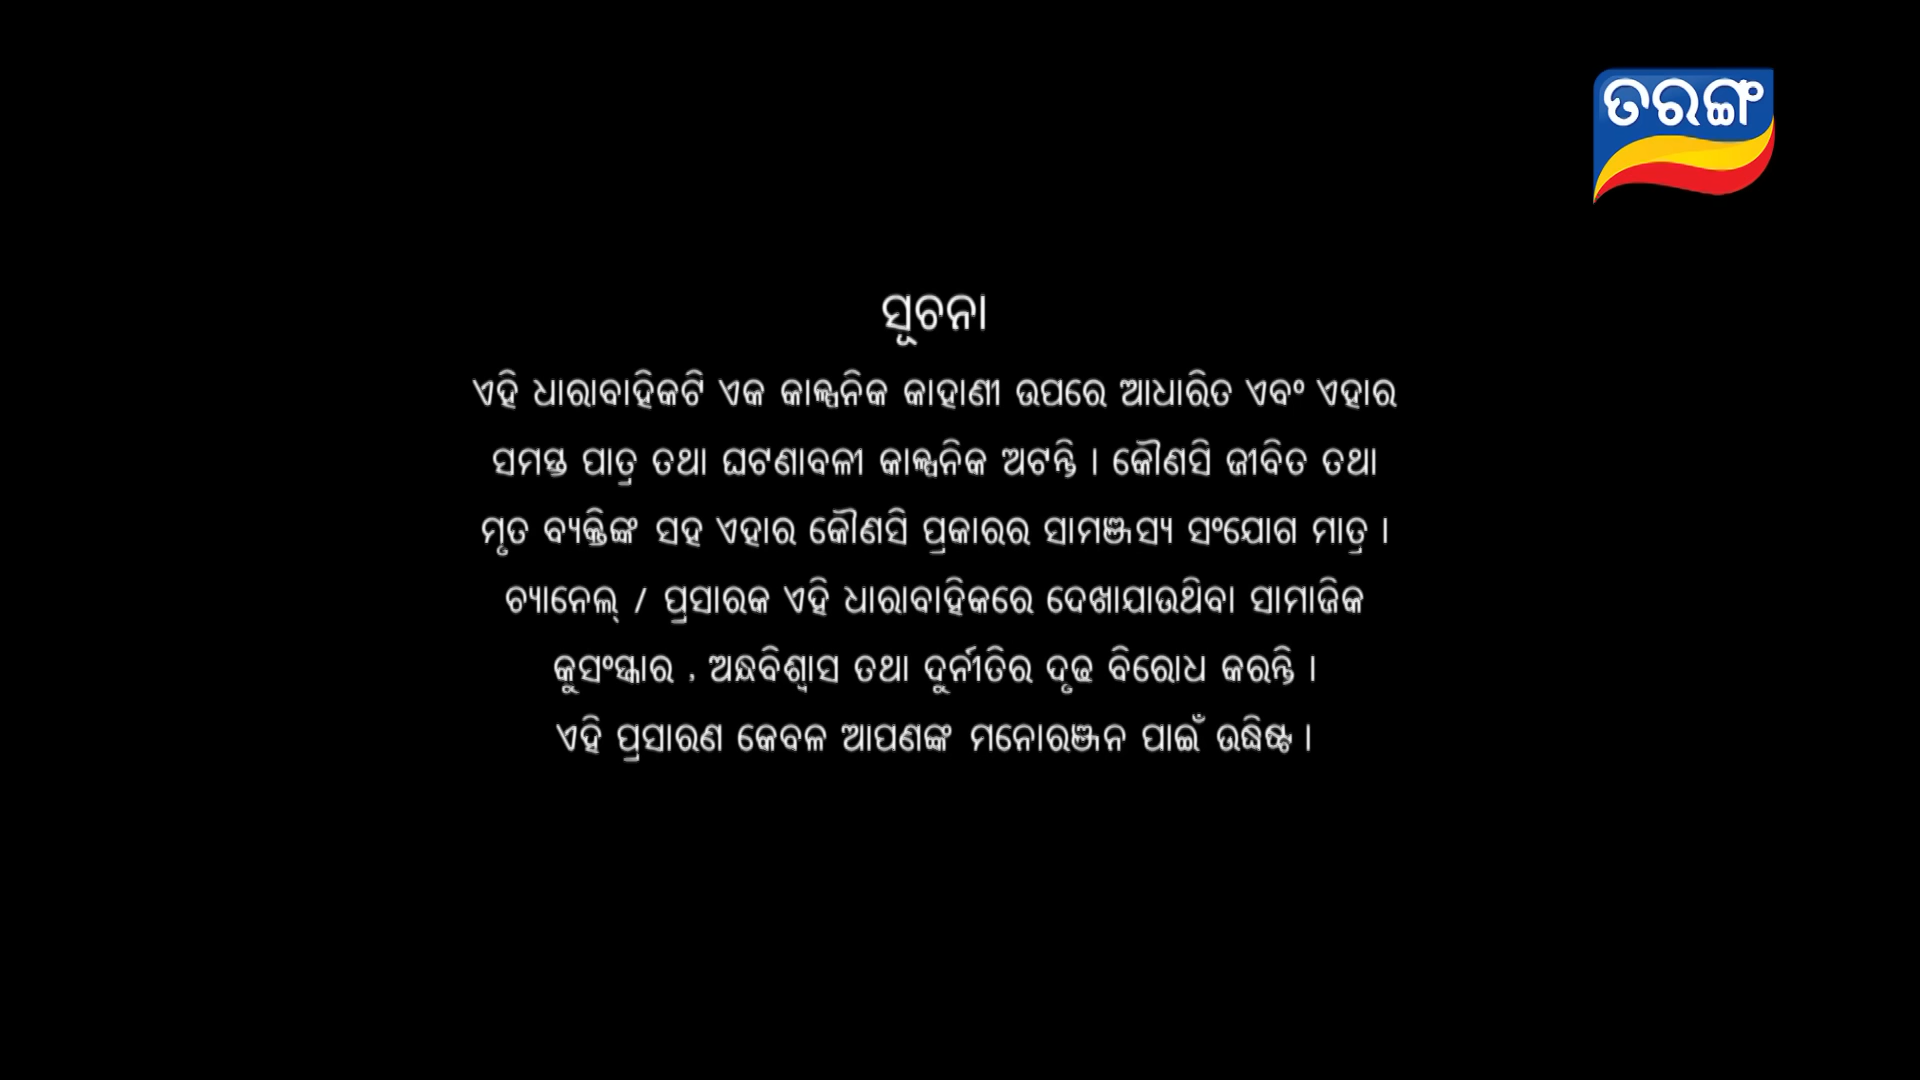 ତରଙ୍ଗ
ସୂଚନା
ଏହି ଧାରାବାହିକଟି ଏକ କାଳ୍ପନିକ କାହାଣୀ ଉପରେ ଆଧାରିତ ଏବଂ ଏହାର
ସମସ୍ତ ପାତ୍ର ତଥା ଘଟଣାବଳୀ କାଳ୍ପନିକ ଅଟନ୍ତି । କୌଣସି ଜୀବିତ ତଥା
ମୃତ ବ୍ୟକ୍ତିଙ୍କ ସହ ଏହାର କୌଣସି ପ୍ରକାରର ସାମଞ୍ଜସ୍ୟ ସଂଯୋଗ ମାତ୍ର ।
ଚ୍ୟାନେଲ୍ / ପ୍ରସାରକ ଏହି ଧାରାବାହିକରେ ଦେଖାଯାଉଥିବା ସାମାଜିକ
କୁସଂସ୍କାର , ଅନ୍ଧବିଶ୍ୱାସ ତଥା ଦୁର୍ନୀତିର ଦୃଢ ବିରୋଧ କରନ୍ତି ।
ଏହି ପ୍ରସାରଣ କେବଳ ଆପଣଙ୍କ ମନୋରଞ୍ଜନ ପାଇଁ ଉଦ୍ଧିଷ୍ଟ ।